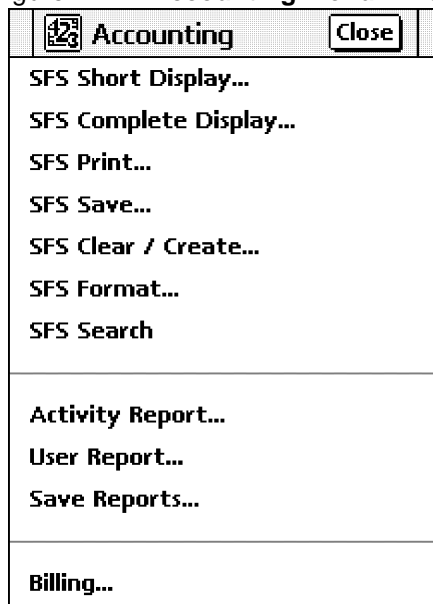 Accounting Close
SFS Short Display...
SFS Complete Display...
SFS Print...
SFS Save...
SFS Clear / Create...
SFS Format...
SFS Search
Activity Report...
User Report...
Save Reports...
Billing...